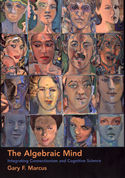 The Algebraic Mind
Integrating Connectionism and Cognitive Science
Gary F. Marcus